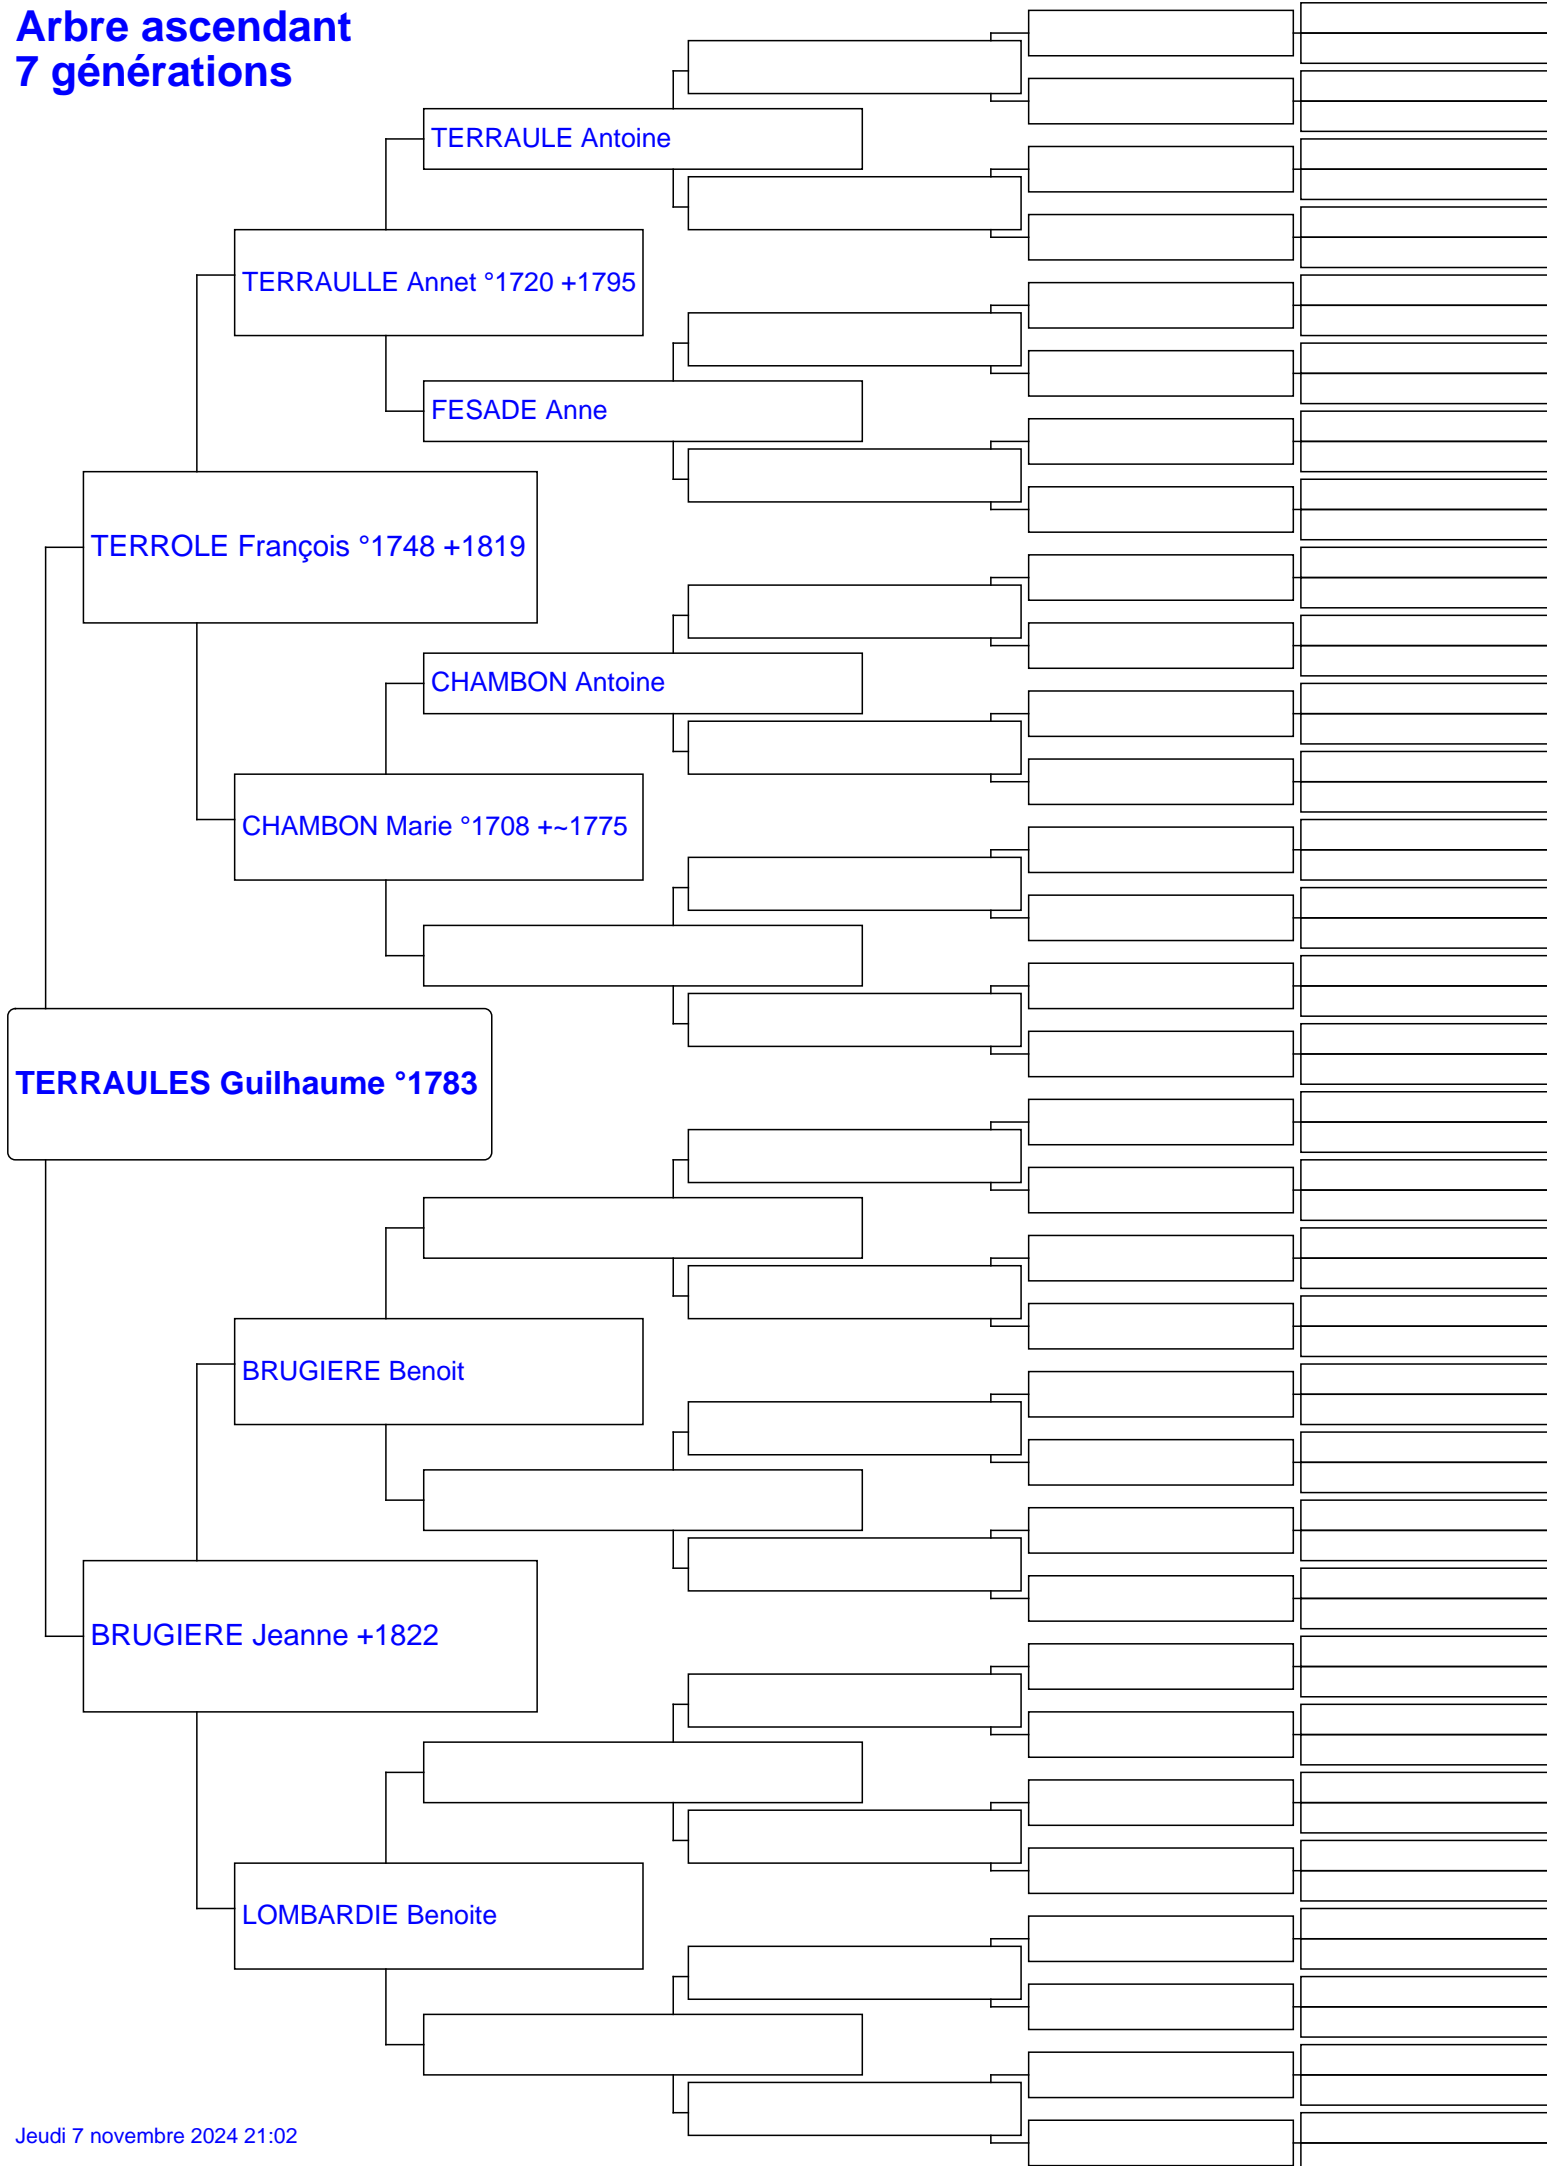 Arbre ascendant
7 générations
TERRAULE Antoine
TERRAULLE Annet °1720 +1795
FESADE Anne
TERROLE François °1748 +1819
CHAMBON Antoine
CHAMBON Marie °1708 +~1775
TERRAULES Guilhaume °1783
BRUGIERE Benoit
BRUGIERE Jeanne +1822
LOMBARDIE Benoite
Jeudi 7 novembre 2024 21:02